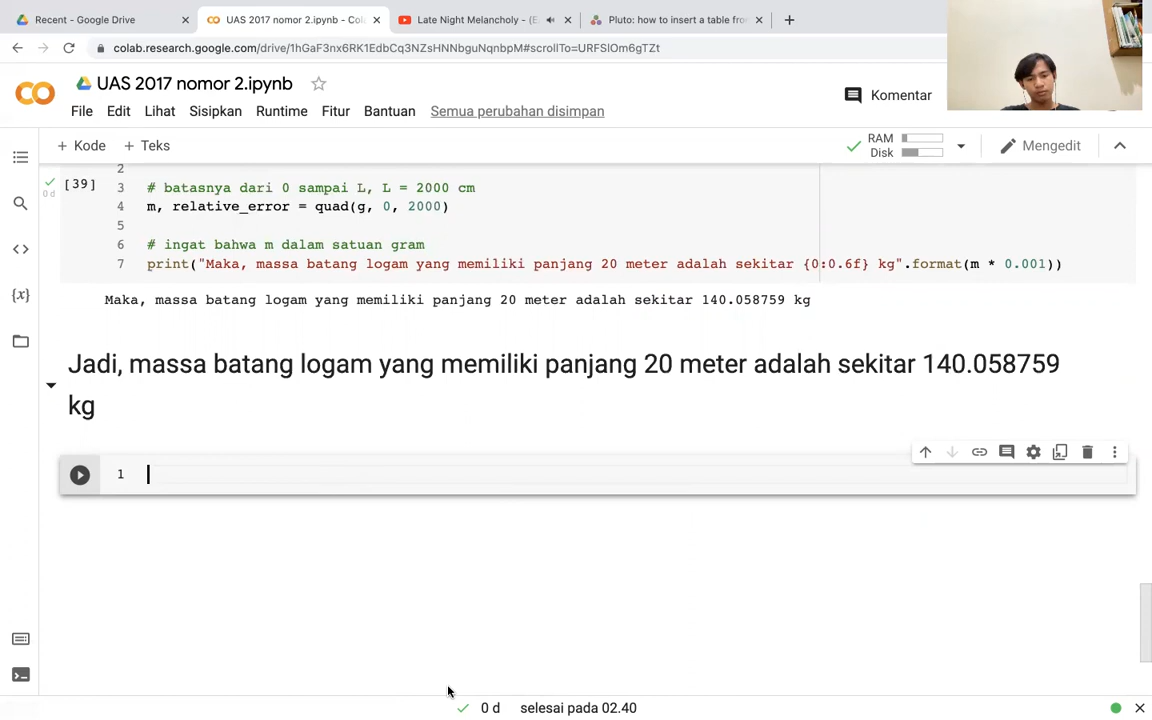 Recent - Google Drive
UAS 2017 nomor 2.ipynb - Col
Late Night Melancholy - (E
Pluto: how to insert a table fro
colab.research.google.com/drive/1hGaF3nx6RK1EdbCq3NZsHNNbguNqnbpM#scrollTo=URFSIOm6gTZt
UAS 2017 nomor 2.ipynb
Komentar
File Edit Lihat Sisipkan Runtime Fitur Bantuan Semua perubahan disimpan
+ Kode + Teks
RAM
Disk
Mengedit
2
[39]
0 d
3 # batasnya dari 0 sampai L, L = 2000 cm
4 m, relative_error = quad(g, 0, 2000)
5
6 # ingat bahwa m dalam satuan gram
7 print("Maka, massa batang logam yang memiliki panjang 20 meter adalah sekitar {0:0.6f} kg".format(m * 0.001))
Maka, massa batang logam yang memiliki panjang 20 meter adalah sekitar 140.058759 kg
Jadi, massa batang logam yang memiliki panjang 20 meter adalah sekitar 140.058759
kg
1
0 d selesai pada 02.40